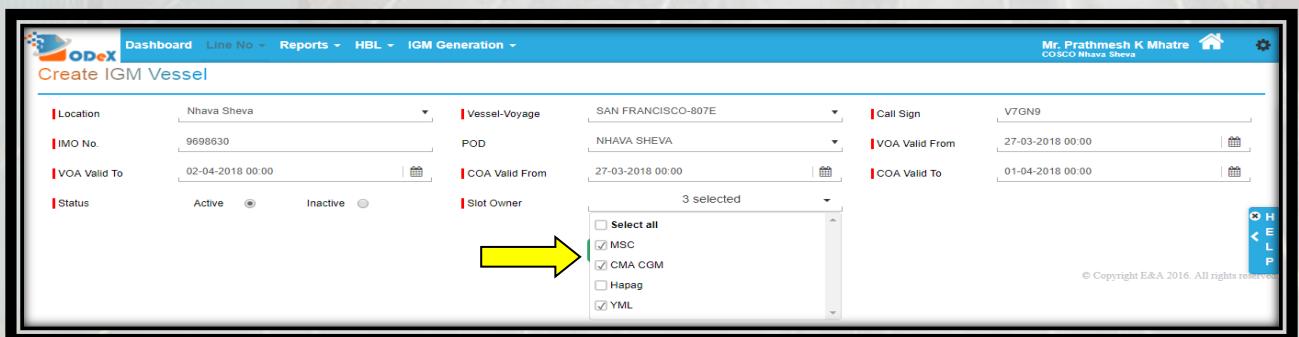 ODeX Dashboard Line No Reports HBL IGM Generation Mr. Prathmesh K Mhatre
COSCO Nhava Sheva
Create IGM Vessel
Location Nhava Sheva Vessel-Voyage SAN FRANCISCO-807E Call Sign V7GN9
IMO No. 9698630 POD NHAVA SHEVA VOA Valid From 27-03-2018 00:00
VOA Valid To 02-04-2018 00:00 COA Valid From 27-03-2018 00:00 COA Valid To 01-04-2018 00:00
Status Active Inactive Slot Owner 3 selected
Select all
MSC
CMA CGM
Hapag
YML
HELP
© Copyright E&A 2016. All rights reserved